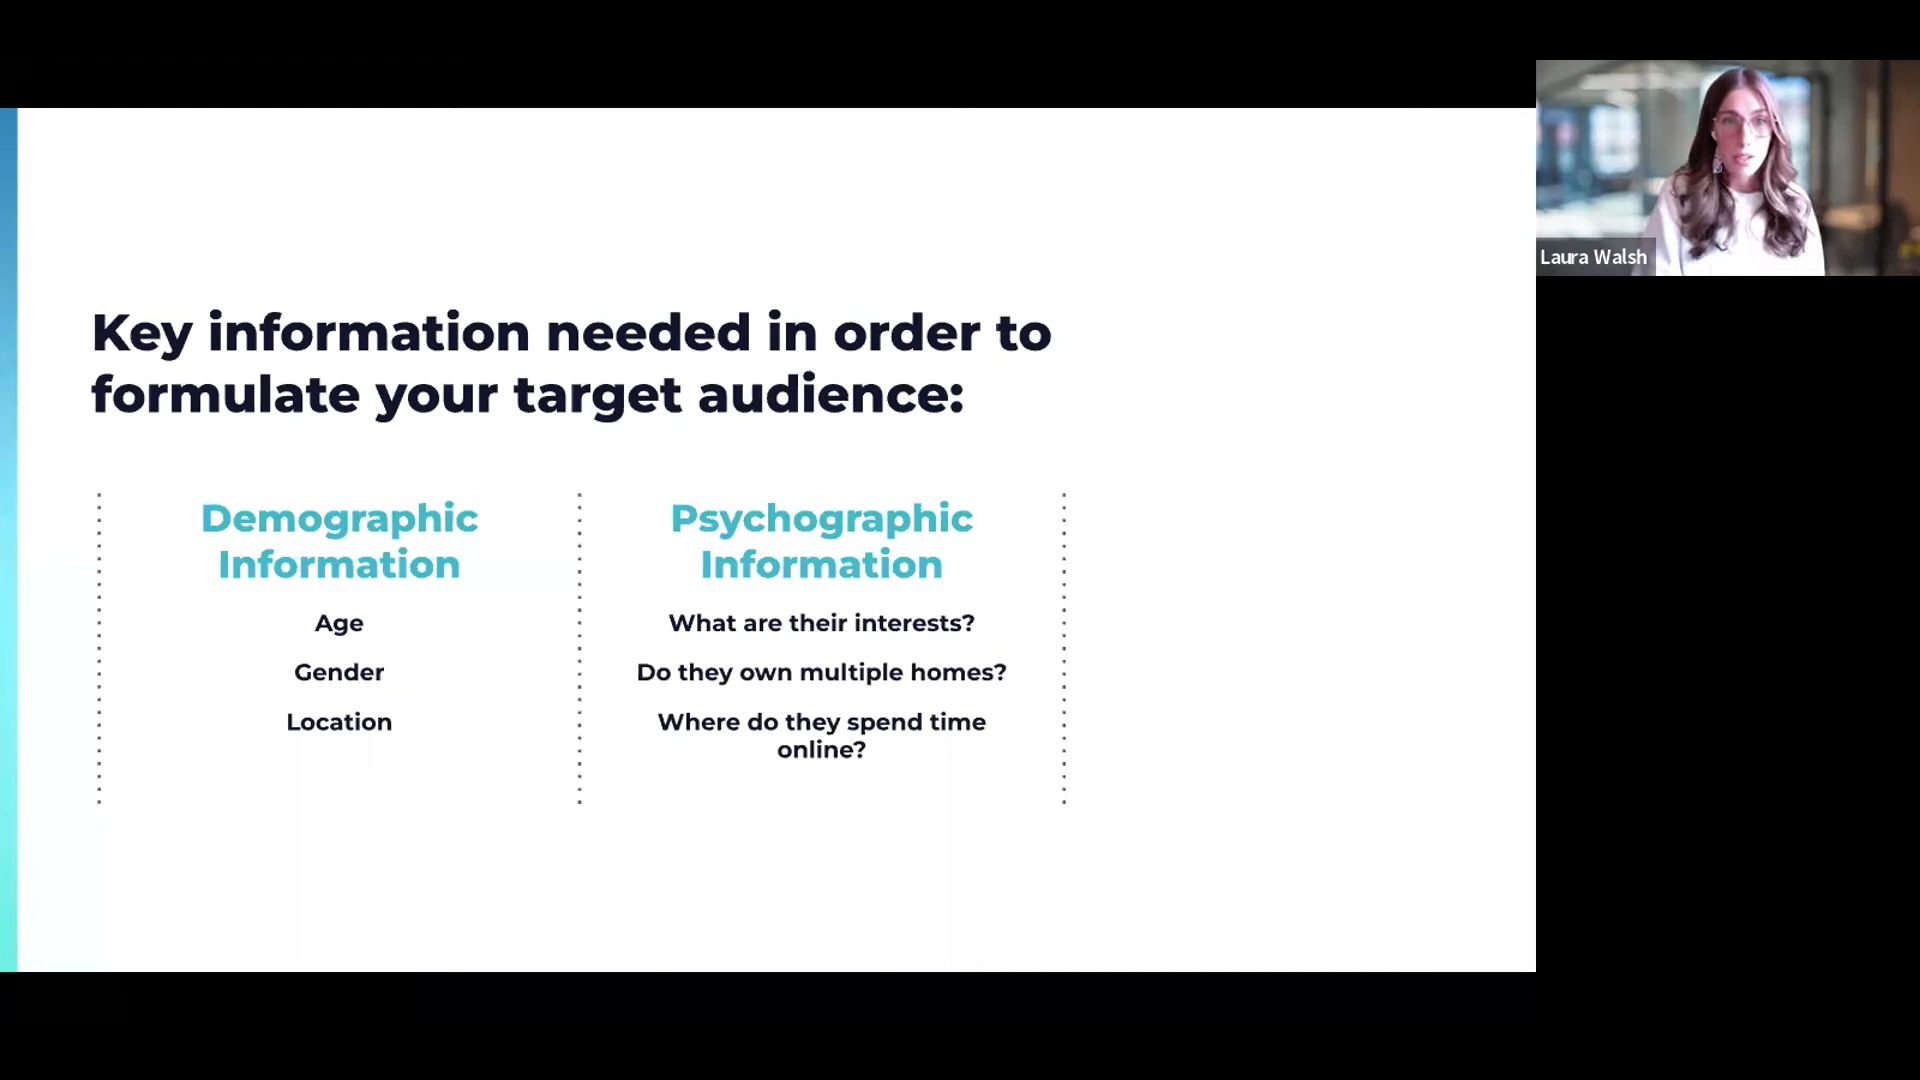 Key information needed in order to
formulate your target audience:
Demographic
Information
Age
Gender
Location
Psychographic
Information
What are their interests?
Do they own multiple homes?
Where do they spend time
online?
Laura Walsh